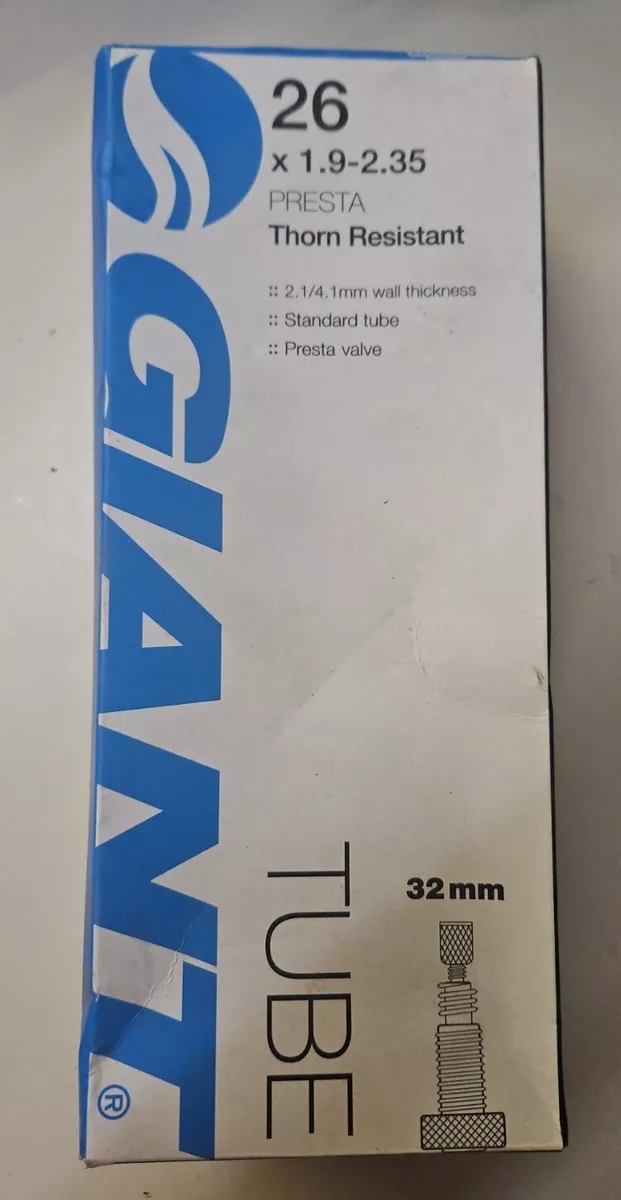 26
x 1.9-2.35
PRESTA
Thorn Resistant
:: 2.1/4.1mm wall thickness
:: Standard tube
:: Presta valve
GIANT®
TUBE
32mm